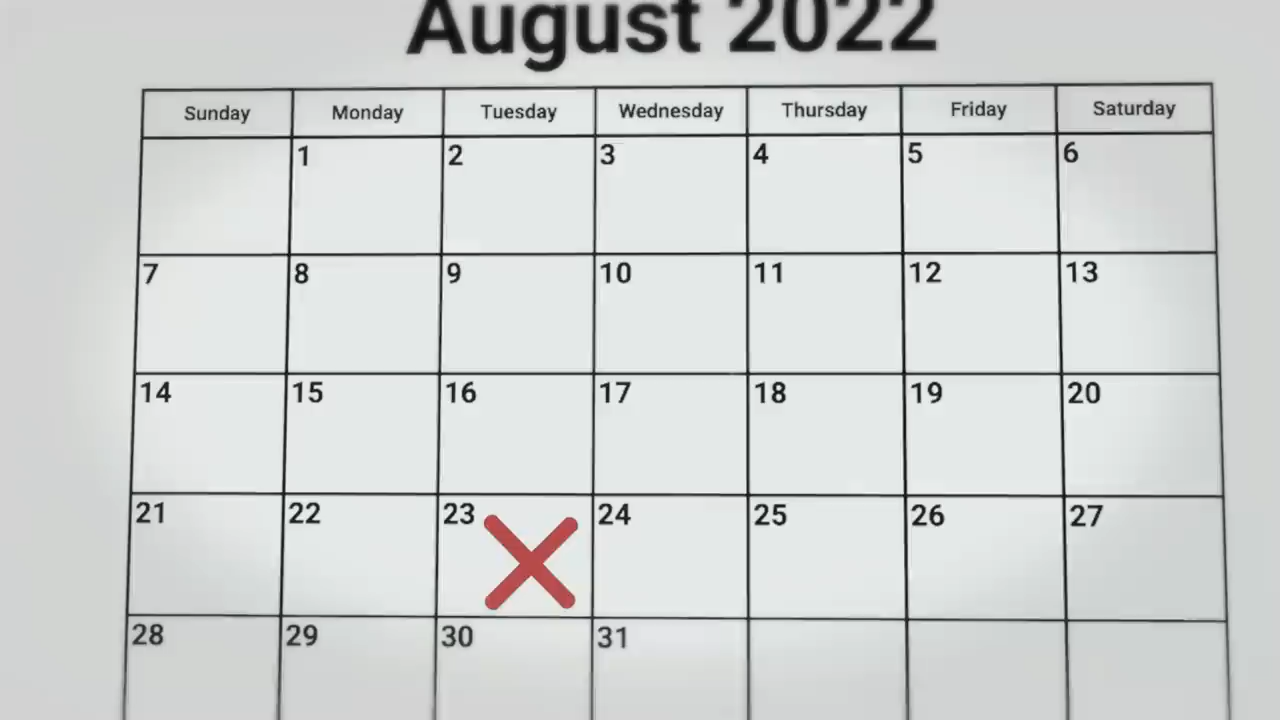 August 2022
Sunday Monday Tuesday Wednesday Thursday Friday Saturday
1 2 3 4 5 6
7 8 9 10 11 12 13
14 15 16 17 18 19 20
21 22 23 24 25 26 27
28 29 30 31